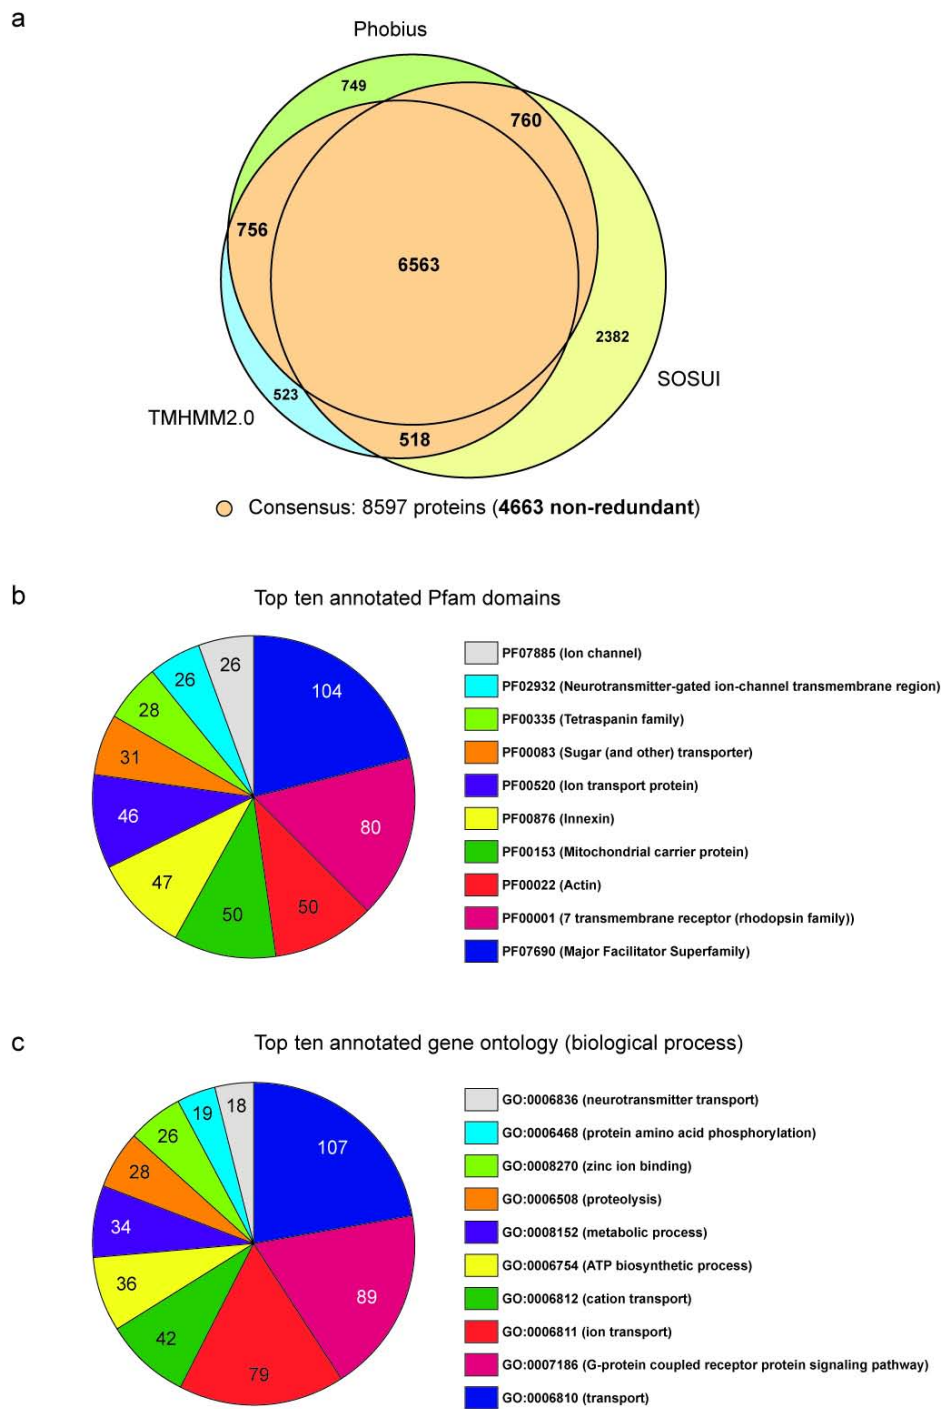 a
Phobius
749
760
756
6563
2382
SOSUI
523
TMHMM2.0
518
Consensus: 8597 proteins (4663 non-redundant)
b
Top ten annotated Pfam domains
26
26
28
31
46
47
50
50
80
104
PF07885 (Ion channel)
PF02932 (Neurotransmitter-gated ion-channel transmembrane region)
PF00335 (Tetraspanin family)
PF00083 (Sugar (and other) transporter)
PF00520 (Ion transport protein)
PF00876 (Innexin)
PF00153 (Mitochondrial carrier protein)
PF00022 (Actin)
PF00001 (7 transmembrane receptor (rhodopsin family))
PF07690 (Major Facilitator Superfamily)
c
Top ten annotated gene ontology (biological process)
18
19
26
28
34
36
42
79
89
107
GO:0006836 (neurotransmitter transport)
GO:0006468 (protein amino acid phosphorylation)
GO:0008270 (zinc ion binding)
GO:0006508 (proteolysis)
GO:0008152 (metabolic process)
GO:0006754 (ATP biosynthetic process)
GO:0006812 (cation transport)
GO:0006811 (ion transport)
GO:0007186 (G-protein coupled receptor protein signaling pathway)
GO:0006810 (transport)